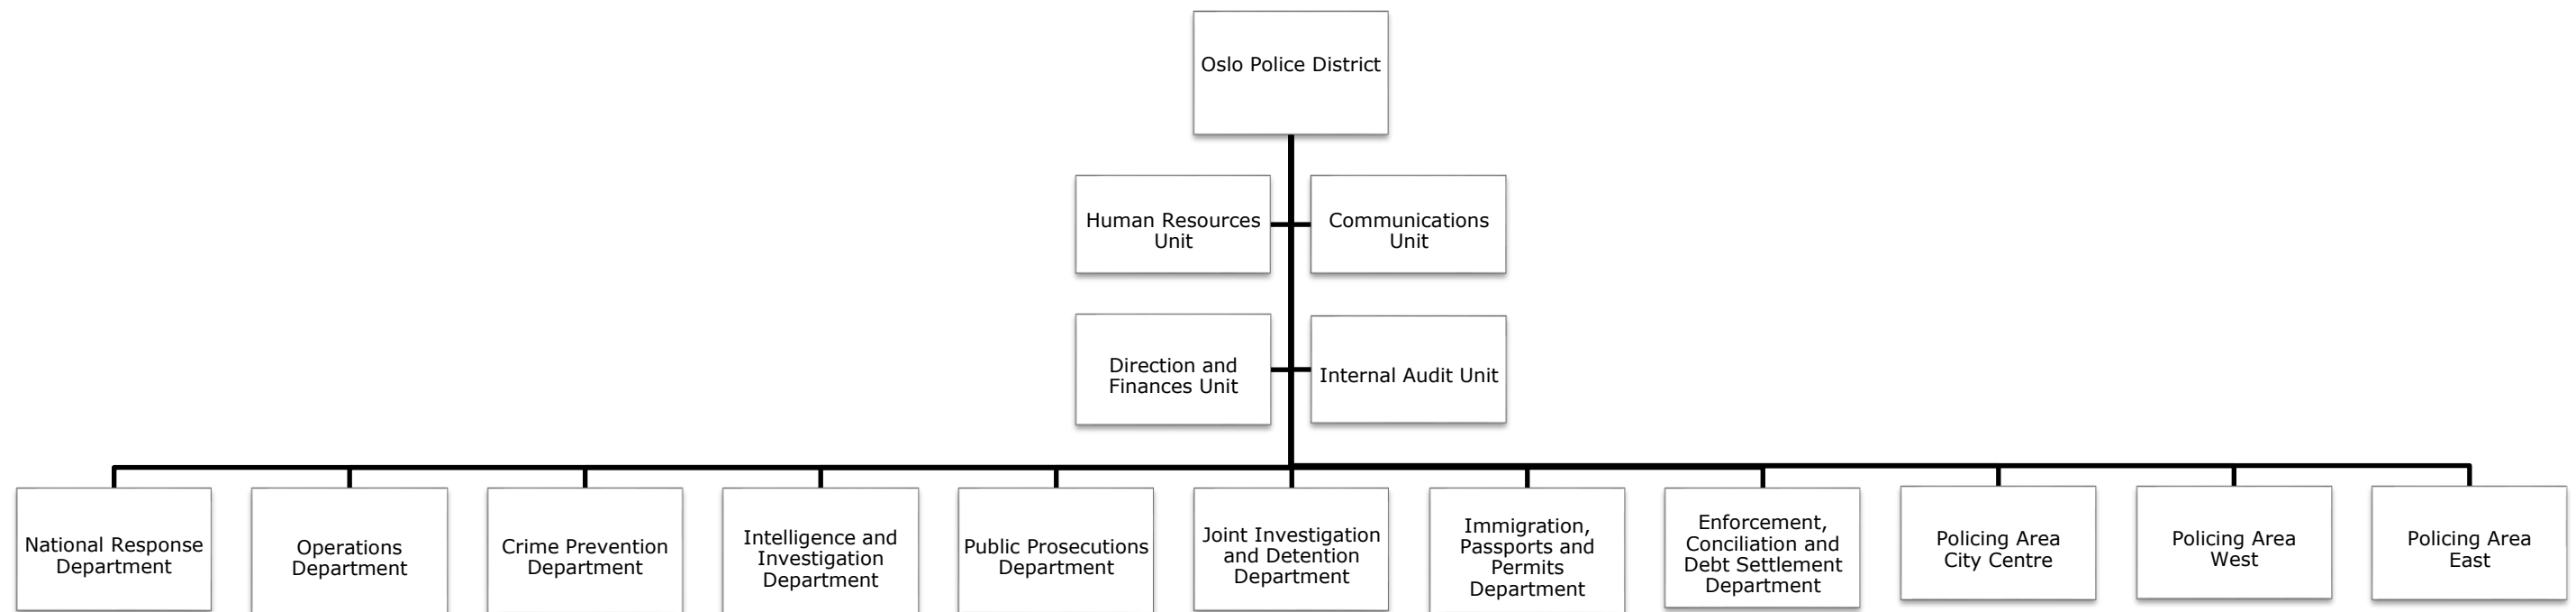 Oslo Police District
Human Resources
Unit
Communications
Unit
Direction and
Finances Unit
Internal Audit Unit
National Response
Department
Operations
Department
Crime Prevention
Department
Intelligence and
Investigation
Department
Public Prosecutions
Department
Joint Investigation
and Detention
Department
Immigration,
Passports and
Permits
Department
Enforcement,
Conciliation and
Debt Settlement
Department
Policing Area
City Centre
Policing Area
West
Policing Area
East